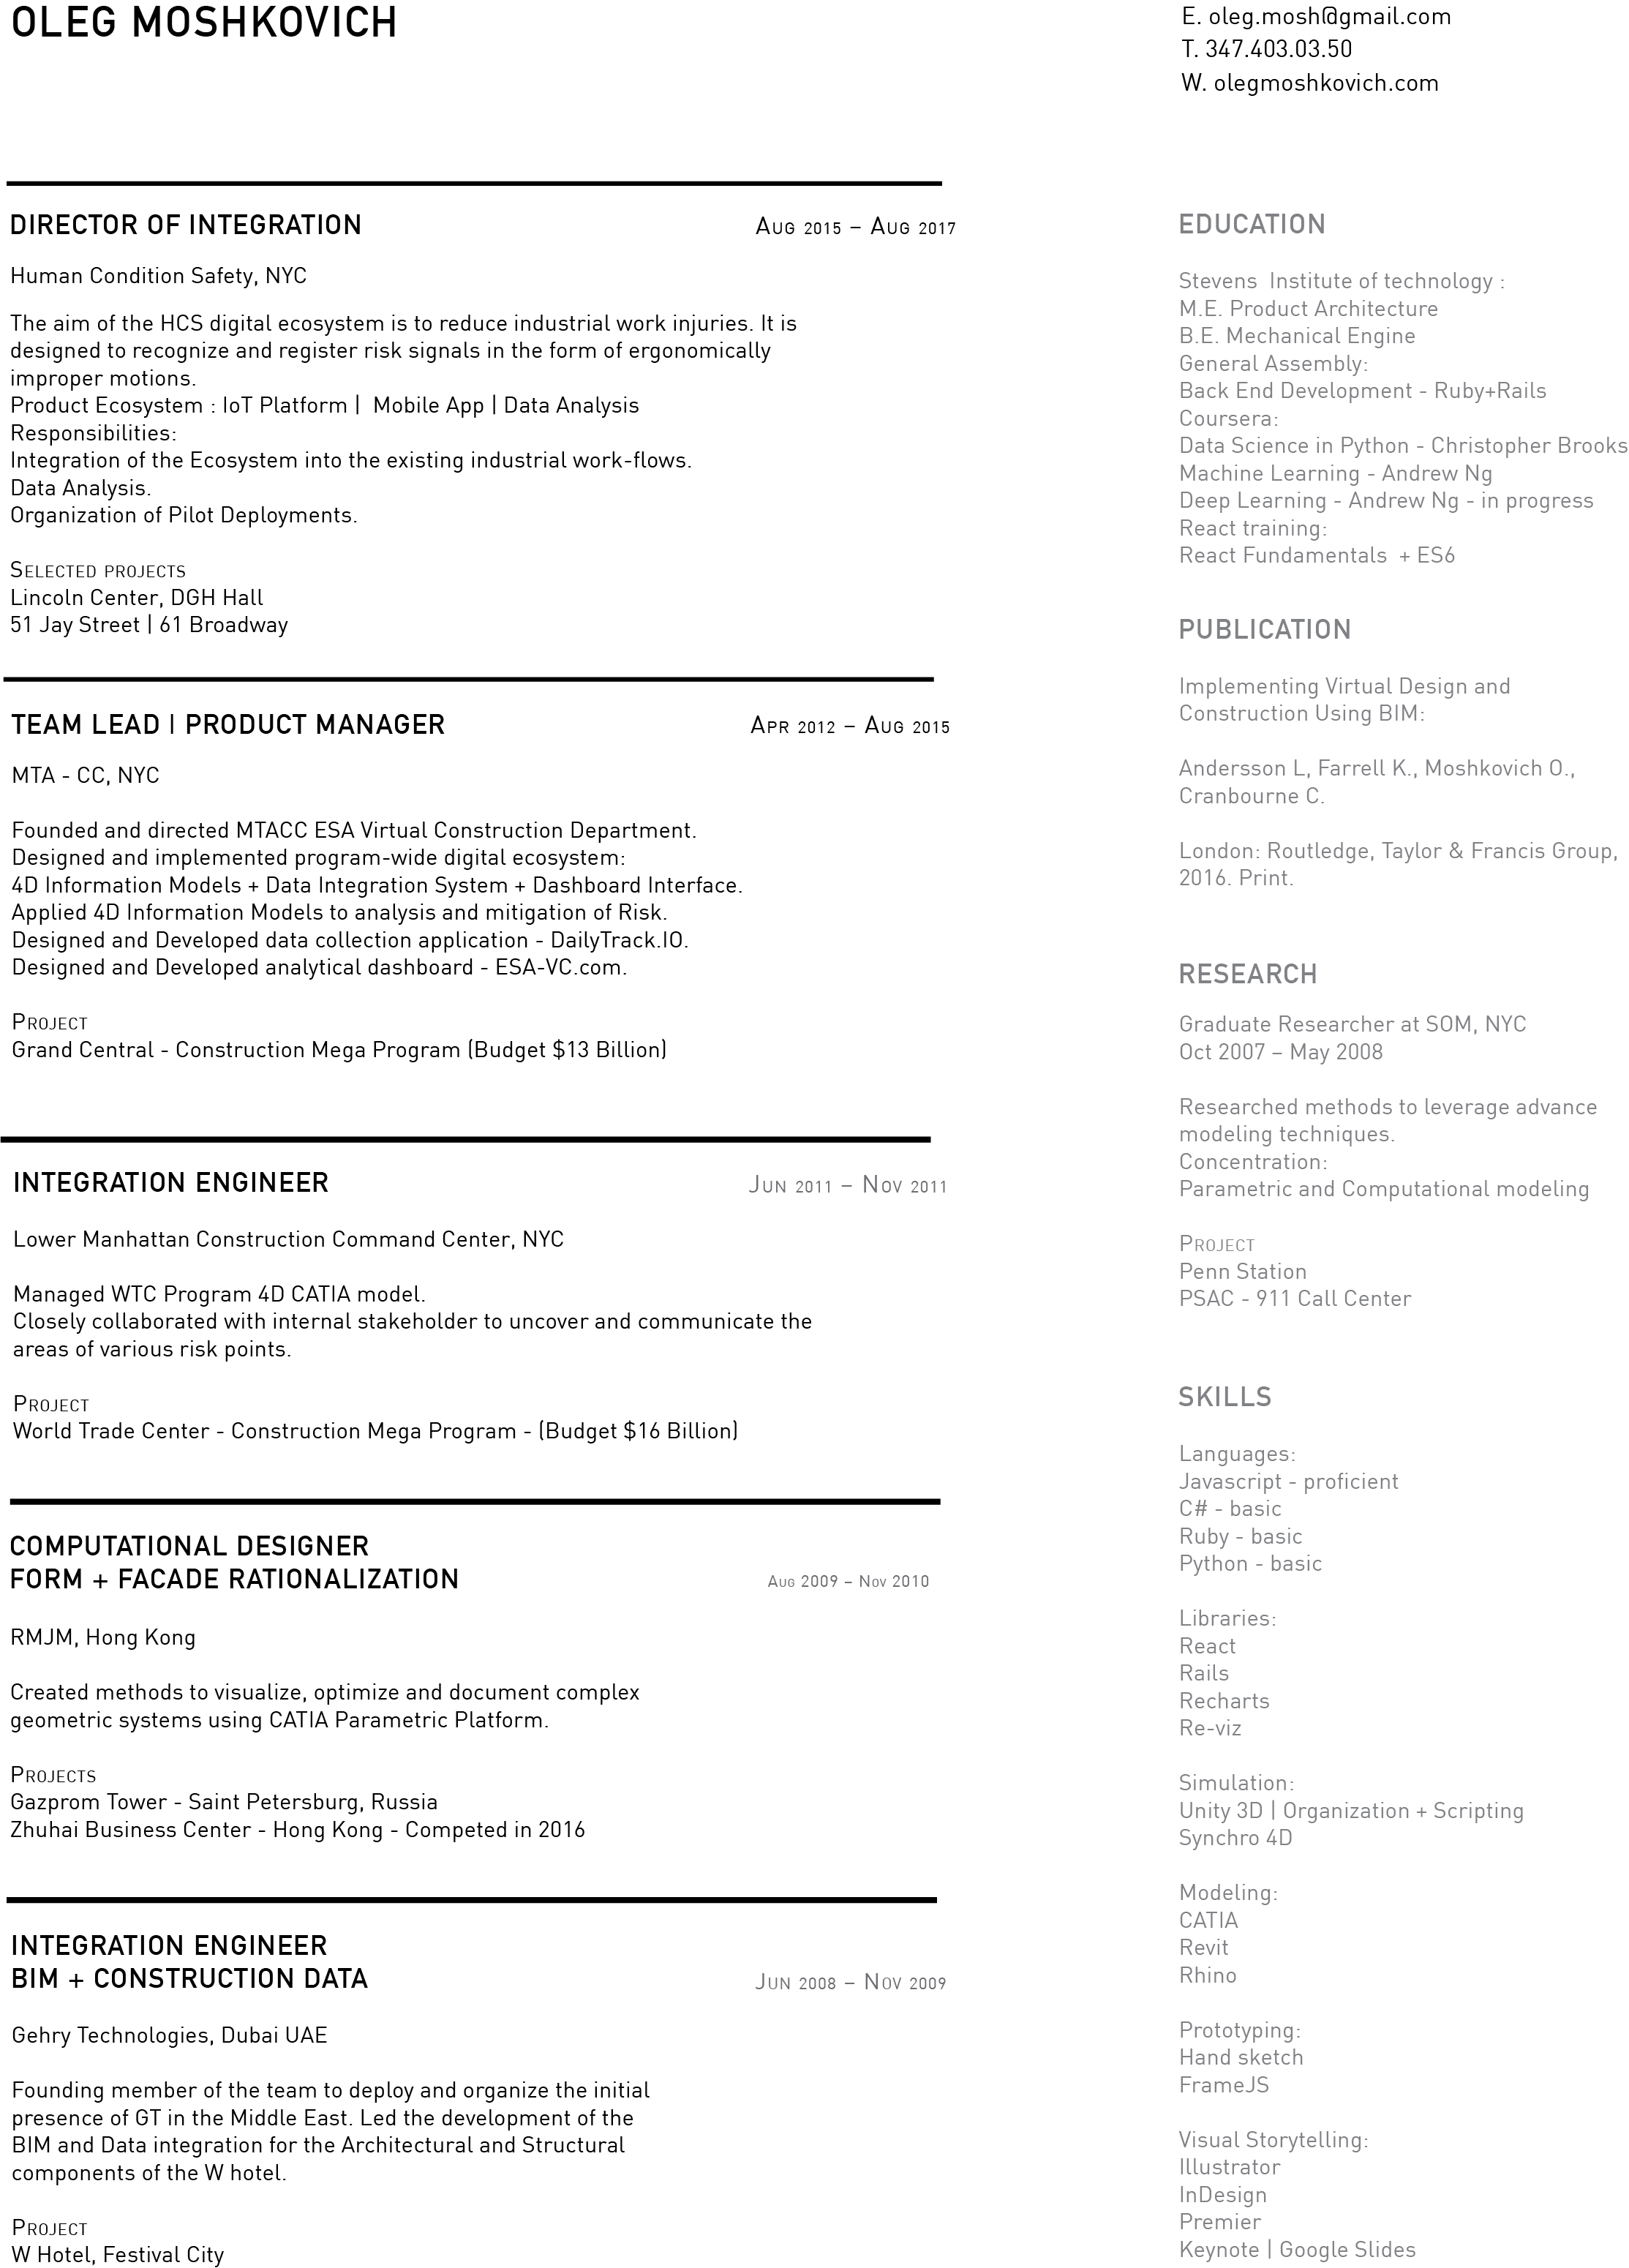 OLEG MOSHKOVICH
E. oleg.mosh@gmail.com
T. 347.403.03.50
W. olegmoshkovich.com
DIRECTOR OF INTEGRATION
Aug 2015 – Aug 2017
Human Condition Safety, NYC
The aim of the HCS digital ecosystem is to reduce industrial work injuries. It is
designed to recognize and register risk signals in the form of ergonomically
improper motions.
Product Ecosystem : IoT Platform |  Mobile App | Data Analysis
Responsibilities:
Integration of the Ecosystem into the existing industrial work-flows.
Data Analysis.
Organization of Pilot Deployments.
Selected projects
Lincoln Center, DGH Hall
51 Jay Street | 61 Broadway
TEAM LEAD | PRODUCT MANAGER
Apr 2012 – Aug 2015
MTA - CC, NYC
Founded and directed MTACC ESA Virtual Construction Department.
Designed and implemented program-wide digital ecosystem:
4D Information Models + Data Integration System + Dashboard Interface.
Applied 4D Information Models to analysis and mitigation of Risk.
Designed and Developed data collection application - DailyTrack.IO.
Designed and Developed analytical dashboard - ESA-VC.com.
Project
Grand Central - Construction Mega Program (Budget $13 Billion)
INTEGRATION ENGINEER
Jun 2011 – Nov 2011
Lower Manhattan Construction Command Center, NYC
Managed WTC Program 4D CATIA model.
Closely collaborated with internal stakeholder to uncover and communicate the
areas of various risk points.
Project
World Trade Center - Construction Mega Program - (Budget $16 Billion)
COMPUTATIONAL DESIGNER
FORM + FACADE RATIONALIZATION
Aug 2009 – Nov 2010
RMJM, Hong Kong
Created methods to visualize, optimize and document complex
geometric systems using CATIA Parametric Platform.
Projects
Gazprom Tower - Saint Petersburg, Russia
Zhuhai Business Center - Hong Kong - Competed in 2016
INTEGRATION ENGINEER
BIM + CONSTRUCTION DATA
Jun 2008 – Nov 2009
Gehry Technologies, Dubai UAE
Founding member of the team to deploy and organize the initial
presence of GT in the Middle East. Led the development of the
BIM and Data integration for the Architectural and Structural
components of the W hotel.
Project
W Hotel, Festival City
EDUCATION
Stevens  Institute of technology :
M.E. Product Architecture
B.E. Mechanical Engine
General Assembly:
Back End Development - Ruby+Rails
Coursera:
Data Science in Python - Christopher Brooks
Machine Learning - Andrew Ng
Deep Learning - Andrew Ng - in progress
React training:
React Fundamentals  + ES6
PUBLICATION
Implementing Virtual Design and
Construction Using BIM:
Andersson L, Farrell K., Moshkovich O.,
Cranbourne C.
London: Routledge, Taylor & Francis Group,
2016. Print.
RESEARCH
Graduate Researcher at SOM, NYC
Oct 2007 – May 2008
Researched methods to leverage advance
modeling techniques.
Concentration:
Parametric and Computational modeling
Project
Penn Station
PSAC - 911 Call Center
SKILLS
Languages:
Javascript - proficient
C# - basic
Ruby - basic
Python - basic
Libraries:
React
Rails
Recharts
Re-viz
Simulation:
Unity 3D | Organization + Scripting
Synchro 4D
Modeling:
CATIA
Revit
Rhino
Prototyping:
Hand sketch
FrameJS
Visual Storytelling:
Illustrator
InDesign
Premier
Keynote | Google Slides